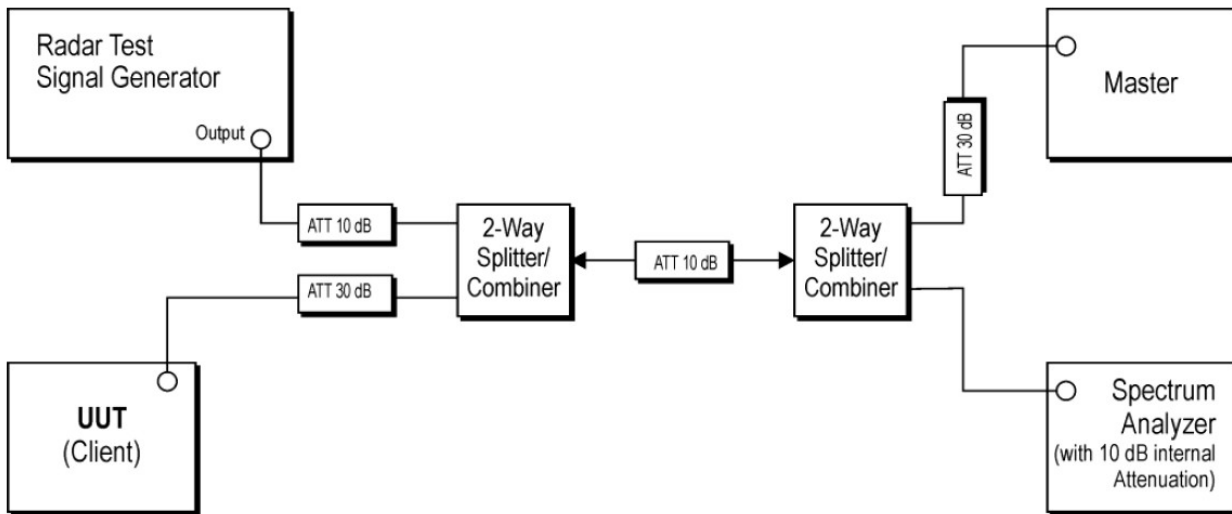 Radar Test
Signal Generator
Output
ATT 10 dB
ATT 30 dB
2-Way
Splitter/
Combiner
ATT 10 dB
2-Way
Splitter/
Combiner
ATT 30 dB
Master
UUT
(Client)
Spectrum
Analyzer
(with 10 dB internal
Attenuation)